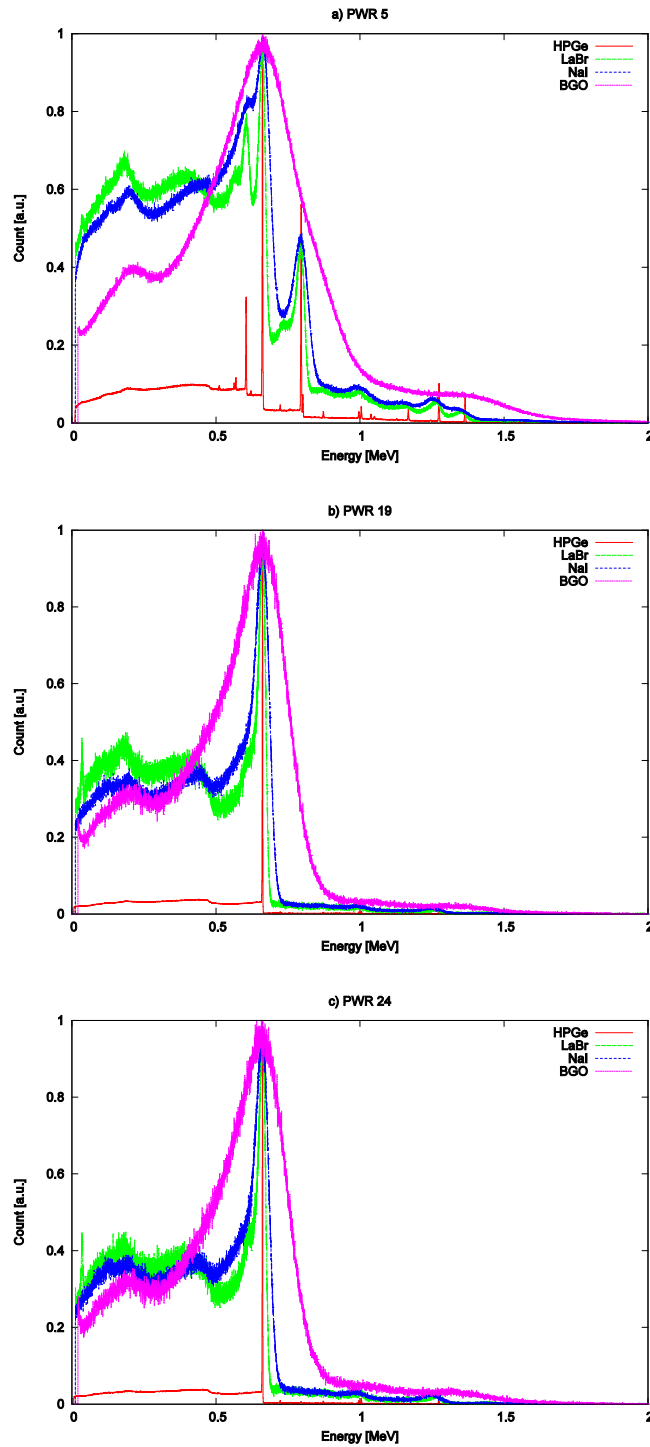 a) PWR 5
HPGe
LaBr
NaI
BGO
Count [a.u.]
1
0.8
0.6
0.4
0.2
0
0 0.5 1 1.5 2
Energy [MeV]
b) PWR 19
HPGe
LaBr
NaI
BGO
Count [a.u.]
1
0.8
0.6
0.4
0.2
0
0 0.5 1 1.5 2
Energy [MeV]
c) PWR 24
HPGe
LaBr
NaI
BGO
Count [a.u.]
1
0.8
0.6
0.4
0.2
0
0 0.5 1 1.5 2
Energy [MeV]